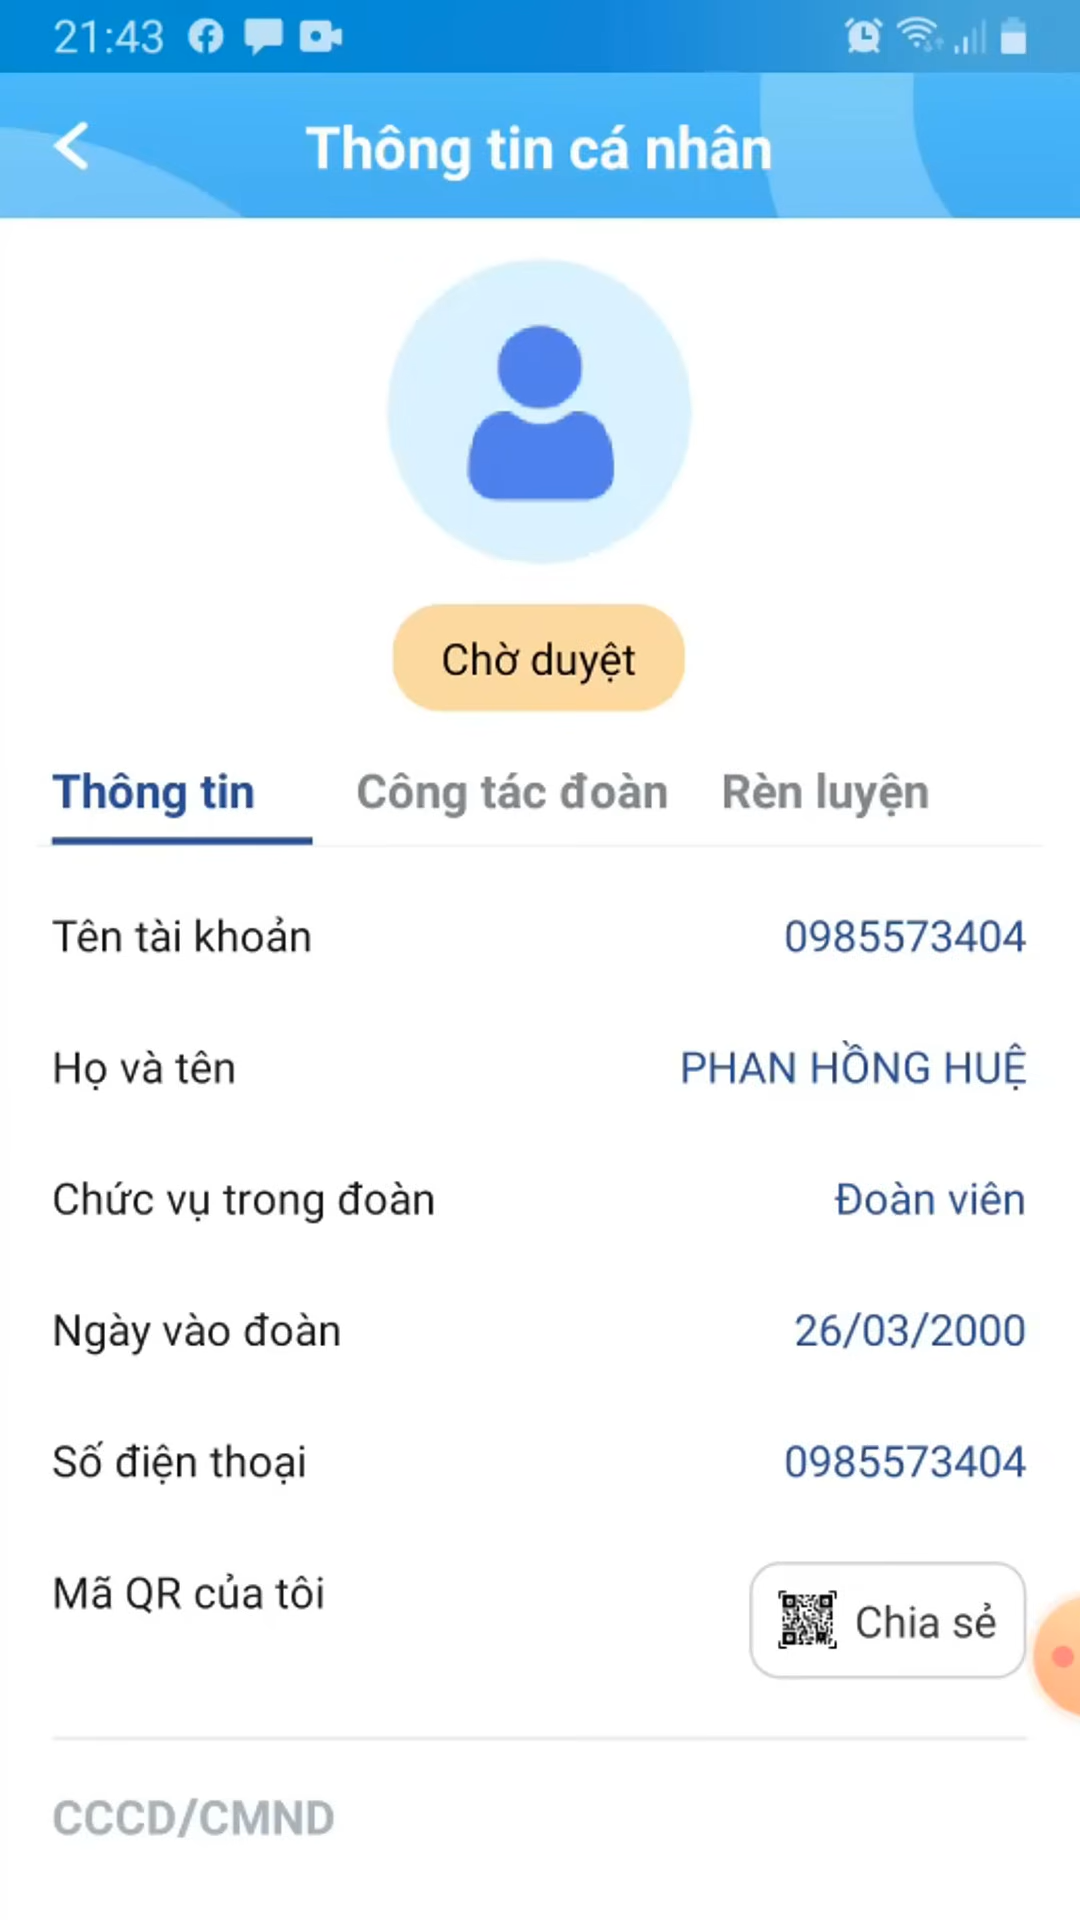 21:43
Thông tin cá nhân
Chờ duyệt
Thông tin Công tác đoàn Rèn luyện
Tên tài khoản 0985573404
Họ và tên PHAN HỒNG HUỆ
Chức vụ trong đoàn Đoàn viên
Ngày vào đoàn 26/03/2000
Số điện thoại 0985573404
Mã QR của tôi Chia sẻ
CCCD/CMND